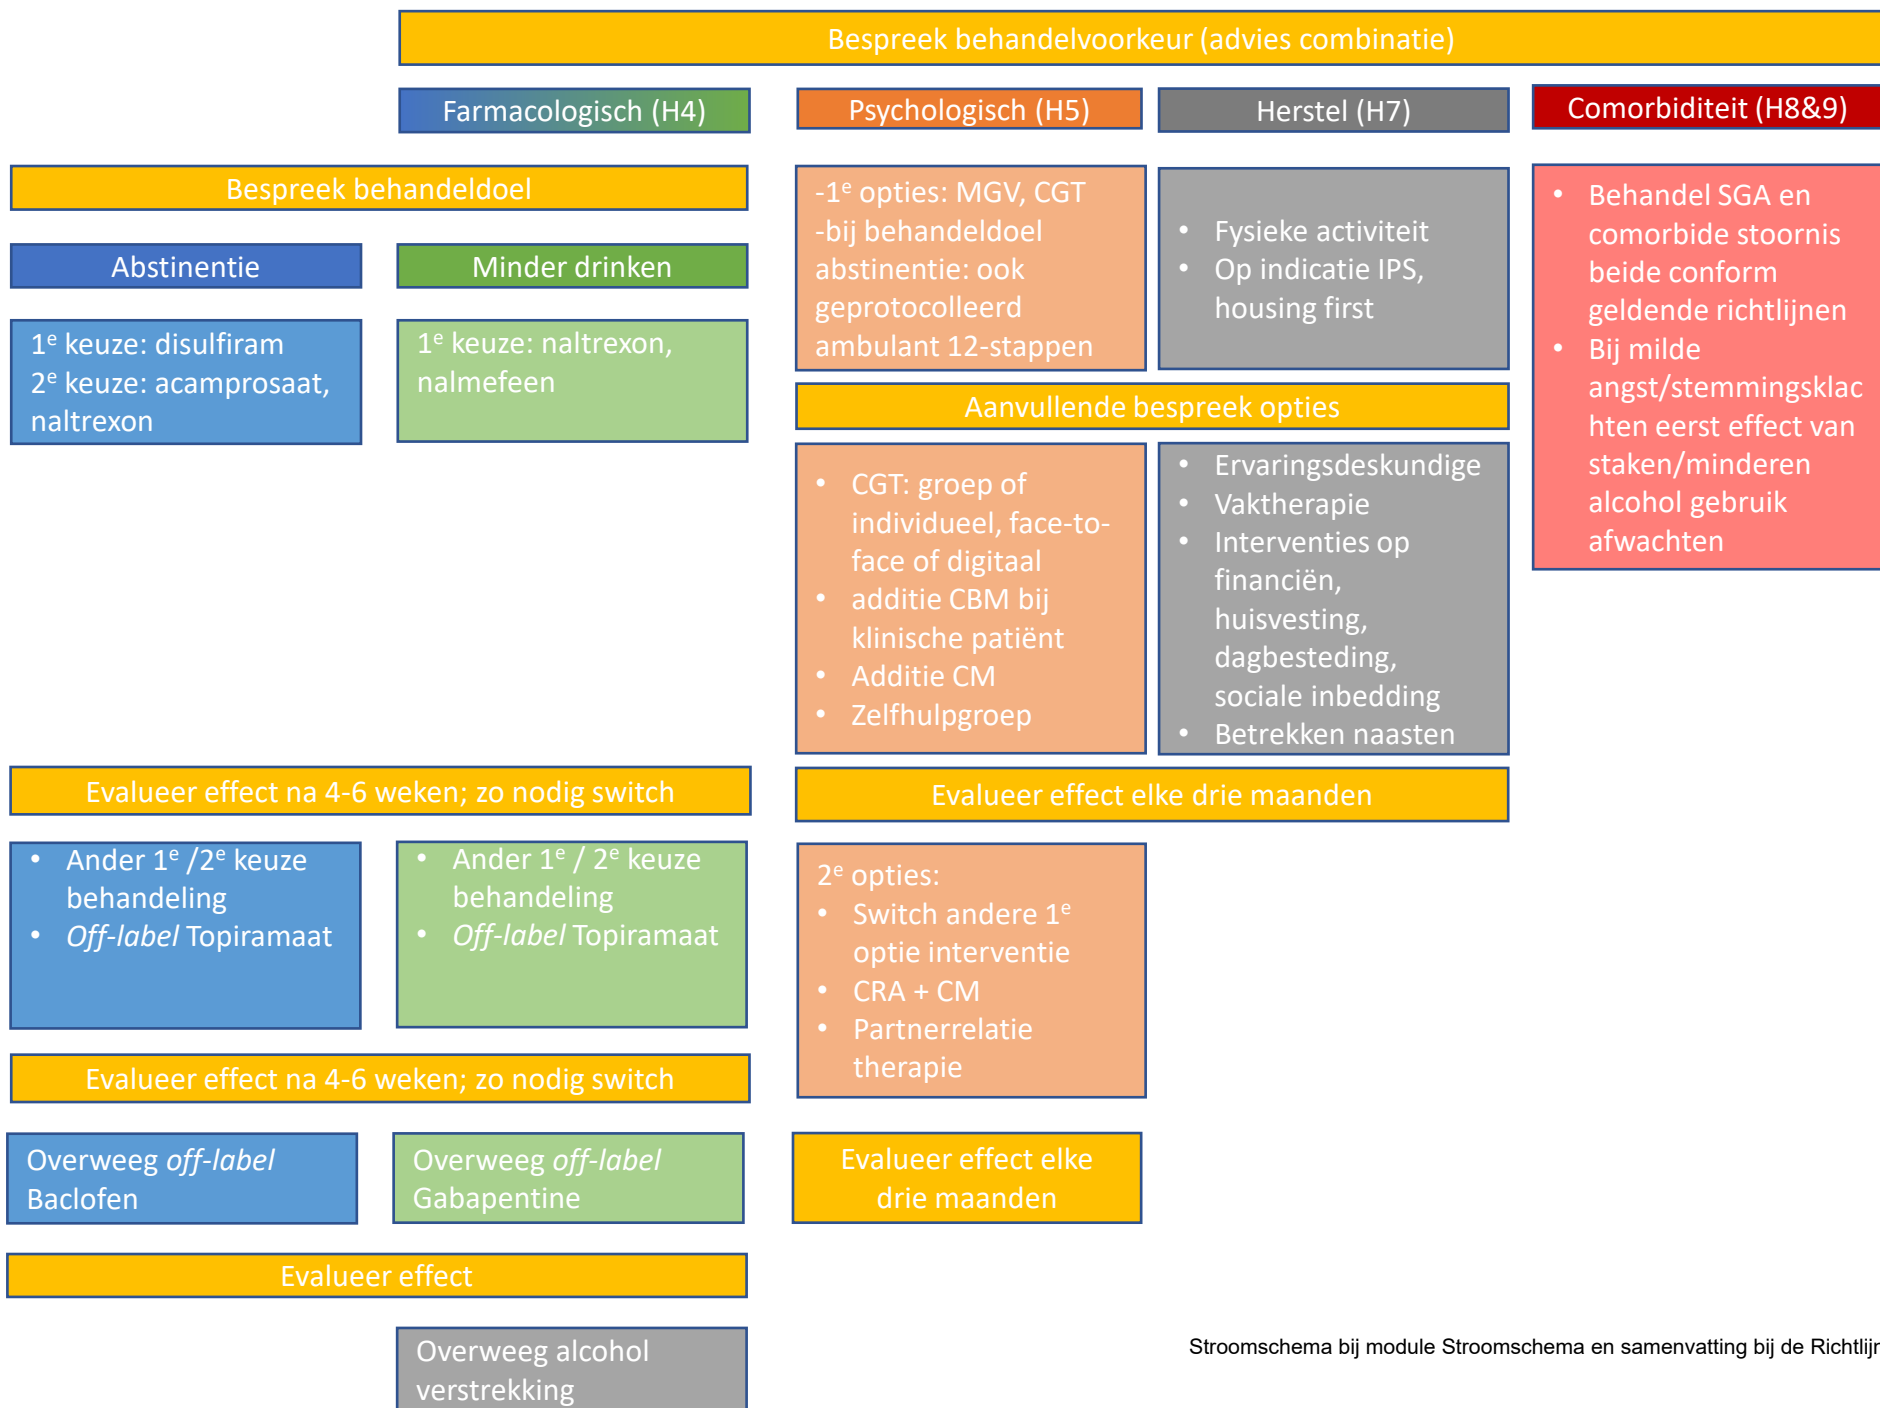 Bespreek behandelvoorkeur (advies combinatie)
Farmacologisch (H4)
Psychologisch (H5)
Herstel (H7)
Comorbiditeit (H8&9)
Bespreek behandeldoel
Abstinentie
Minder drinken
1e keuze: disulfiram
2e keuze: acamprosaat,
naltrexon
1e keuze: naltrexon,
nalmefeen
-1e opties: MGV, CGT
-bij behandeldoel
abstinentie: ook
geprotocolleerd
ambulant 12-stappen
• Fysieke activiteit
• Op indicatie IPS,
housing first
• Behandel SGA en
comorbide stoornis
beide conform
geldende richtlijnen
• Bij milde
angst/stemmingsklac
hten eerst effect van
staken/minderen
alcohol gebruik
afwachten
Aanvullende bespreek opties
• CGT: groep of
individueel, face-to-
face of digitaal
• additie CBM bij
klinische patiënt
• Additie CM
• Zelfhulpgroep
• Ervaringsdeskundige
• Vaktherapie
• Interventies op
financiën,
huisvesting,
dagbesteding,
sociale inbedding
• Betrekken naasten
Evalueer effect na 4-6 weken; zo nodig switch
Evalueer effect elke drie maanden
• Ander 1e /2e keuze
behandeling
• Off-label Topiramaat
• Ander 1e / 2e keuze
behandeling
• Off-label Topiramaat
2e opties:
• Switch andere 1e
optie interventie
• CRA + CM
• Partnerrelatie
therapie
Evalueer effect na 4-6 weken; zo nodig switch
Overweeg off-label
Baclofen
Overweeg off-label
Gabapentine
Evalueer effect elke
drie maanden
Evalueer effect
Overweeg alcohol
verstrekking
Stroomschema bij module Stroomschema en samenvatting bij de Richtlijn